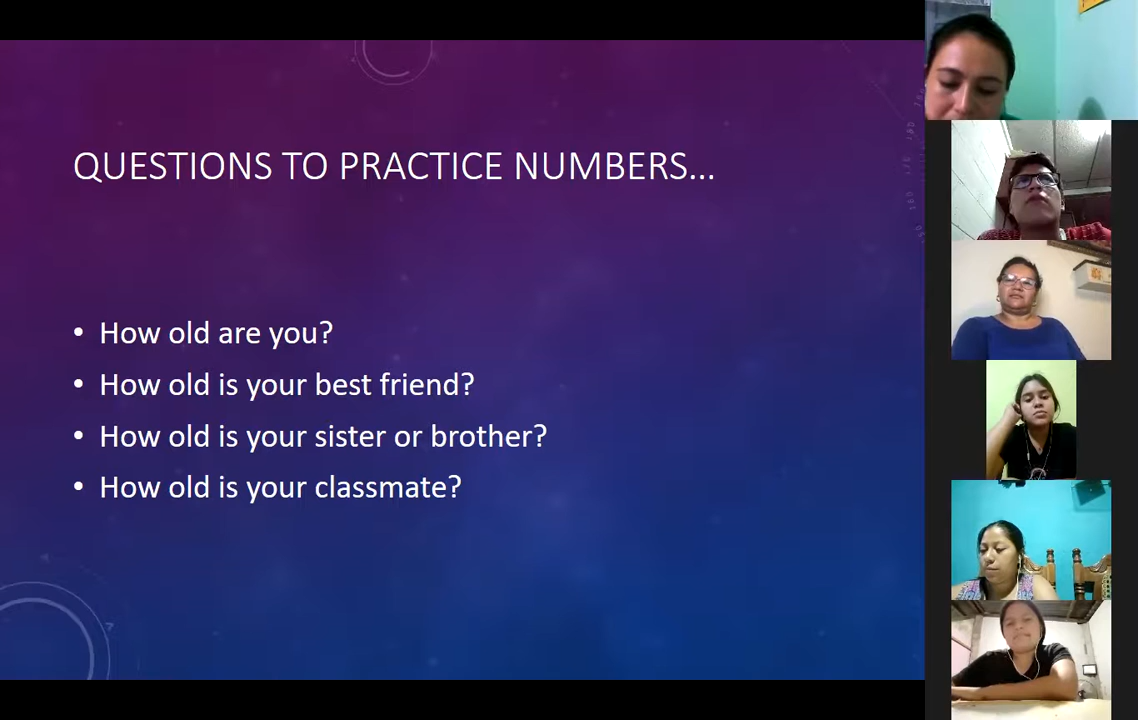 QUESTIONS TO PRACTICE NUMBERS...
• How old are you?
• How old is your best friend?
• How old is your sister or brother?
• How old is your classmate?